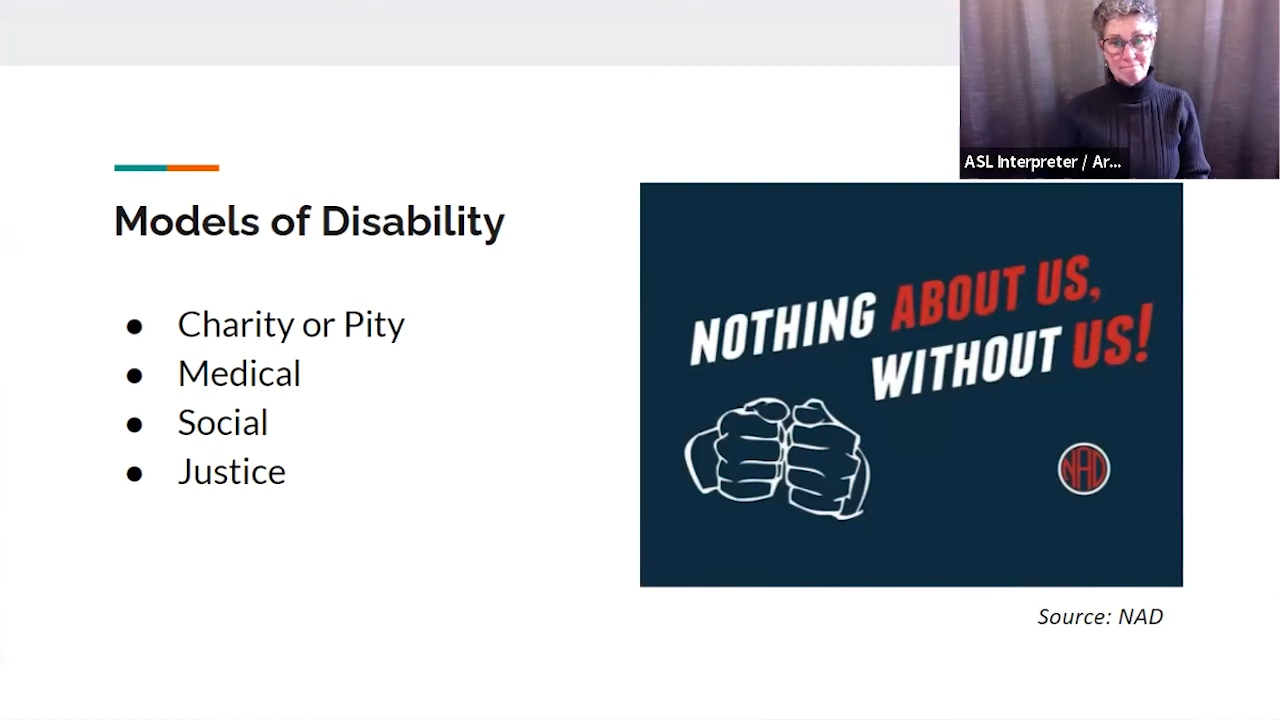 ASL Interpreter / Ar...
Models of Disability
● Charity or Pity
● Medical
● Social
● Justice
NOTHING ABOUT US,
WITHOUT US!
NAD
Source: NAD